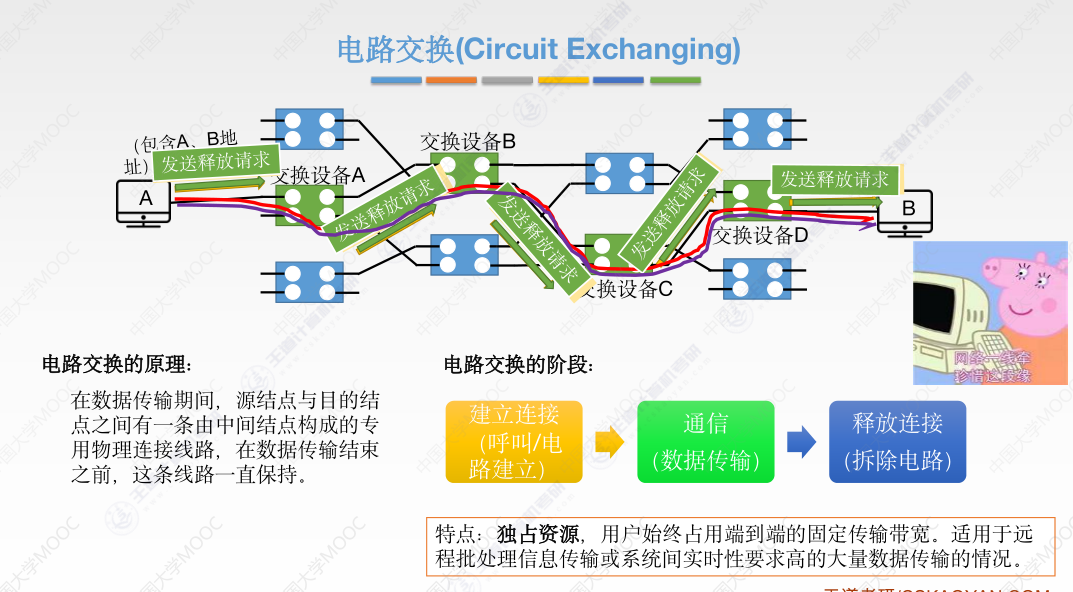 电路交换(Circuit Exchanging)
（包含A、B地
址）
发送释放请求
交换设备A
交换设备B
发送释放请求
发送释放请求
发送释放请求
发送释放请求
A
B
交换设备D
交换设备C
网络一线牵
珍惜这段缘
电路交换的原理：
在数据传输期间，源结点与目的结
点之间有一条由中间结点构成的专
用物理连接线路，在数据传输结束
之前，这条线路一直保持。
电路交换的阶段：
建立连接
（呼叫/电
路建立）
通信
（数据传输）
释放连接
（拆除电路）
特点：独占资源，用户始终占用端到端的固定传输带宽。适用于远
程批处理信息传输或系统间实时性要求高的大量数据传输的情况。
中国大学MOOC
王道计算机考研